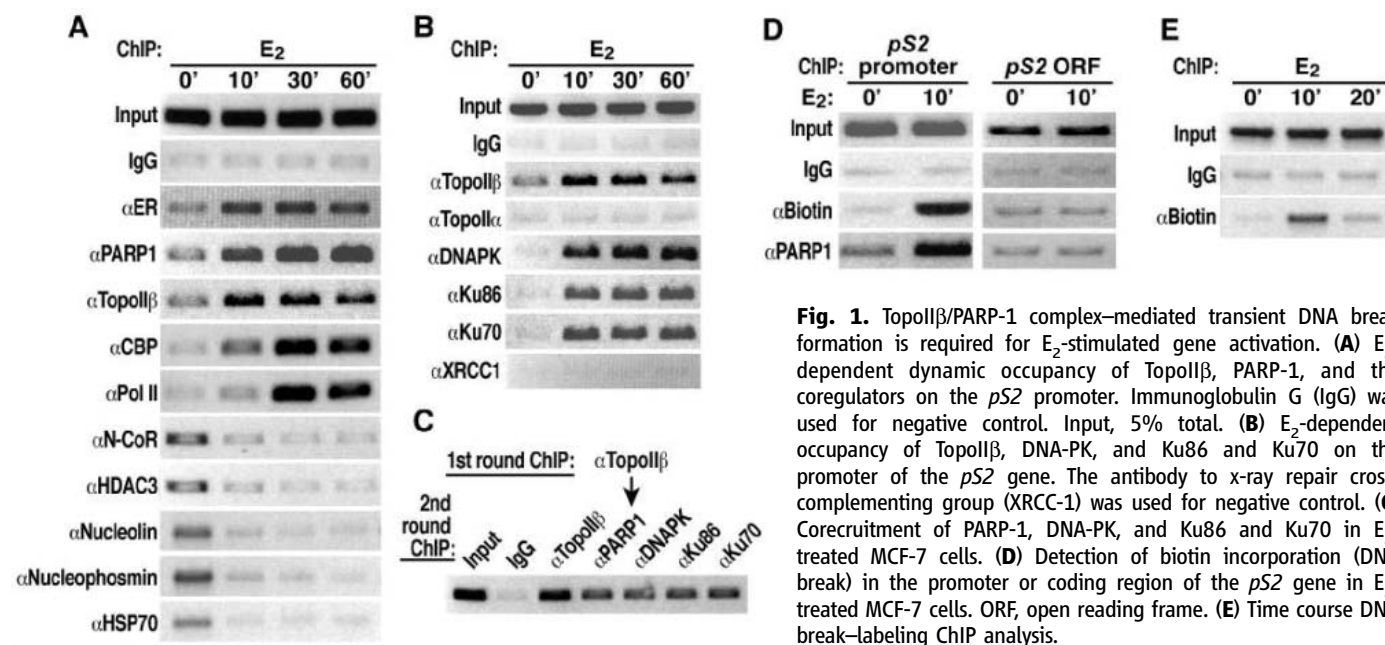 A
ChIP: E2
0' 10' 30' 60'
Input
IgG
αER
αPARP1
αTopoIIβ
αCBP
αPol II
αN-CoR
αHDAC3
αNucleolin
αNucleophosmin
αHSP70
B
ChIP: E2
0' 10' 30' 60'
Input
IgG
αTopoIIβ
αTopoIIα
αDNAPK
αKu86
αKu70
αXRCC1
C
1st round ChIP: αTopoIIβ
2nd
round
ChIP:
Input IgG αTopoIIβ αPARP1 αDNAPK αKu86 αKu70
D
ChIP: pS2
promoter pS2 ORF
E2: 0' 10' 0' 10'
Input
IgG
αBiotin
αPARP1
E
ChIP: E2
0' 10' 20'
Input
IgG
αBiotin
Fig. 1. TopoIIβ/PARP-1 complex–mediated transient DNA brea
formation is required for E2-stimulated gene activation. (A) E
dependent dynamic occupancy of TopoIIβ, PARP-1, and th
coregulators on the pS2 promoter. Immunoglobulin G (IgG) wa
used for negative control. Input, 5% total. (B) E2-dependen
occupancy of TopoIIβ, DNA-PK, and Ku86 and Ku70 on th
promoter of the pS2 gene. The antibody to x-ray repair cros
complementing group (XRCC-1) was used for negative control. (C
Corecruitment of PARP-1, DNA-PK, and Ku86 and Ku70 in E
treated MCF-7 cells. (D) Detection of biotin incorporation (DN
break) in the promoter or coding region of the pS2 gene in E
treated MCF-7 cells. ORF, open reading frame. (E) Time course DN
break–labeling ChIP analysis.